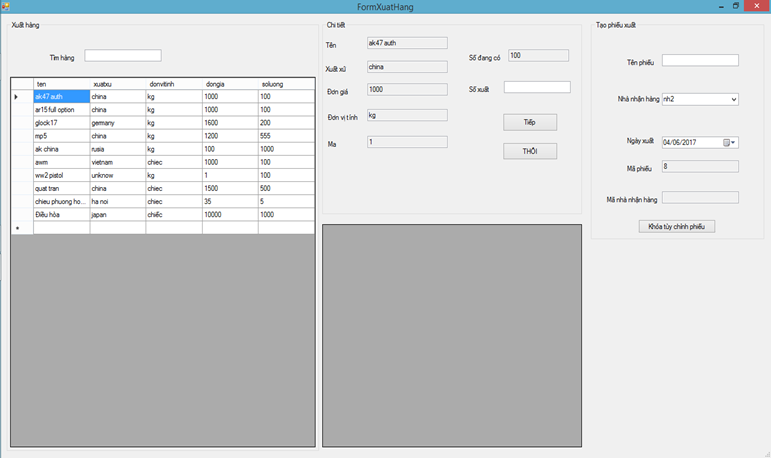 FormXuatHang
Xuất hàng
Tìm hàng
ten xuatxu donvitinh dongia soluong
ak47 auth china kg 1000 100
ar15 full option china kg 1000 100
glock17 germany kg 1600 200
mp5 china kg 1200 555
ak china rusia kg 100 1000
awm vietnam chiec 1000 100
ww2 pistol unknow kg 1 100
quat tran china chiec 1500 500
chieu phuong ho... ha noi chiec 35 5
Điều hòa japan chiếc 10000 1000
Chi tiết
Tên ak47 auth
Xuất xứ china
Đơn giá 1000
Đơn vị tính kg
Ma 1
Số đang có 100
Số xuất
Tiếp
THÔI
Tạo phiếu xuất
Tên phiếu
Nhà nhận hàng nh2
Ngày xuất 04/06/2017
Mã phiếu 8
Mã nhà nhận hàng
Khóa tùy chỉnh phiếu